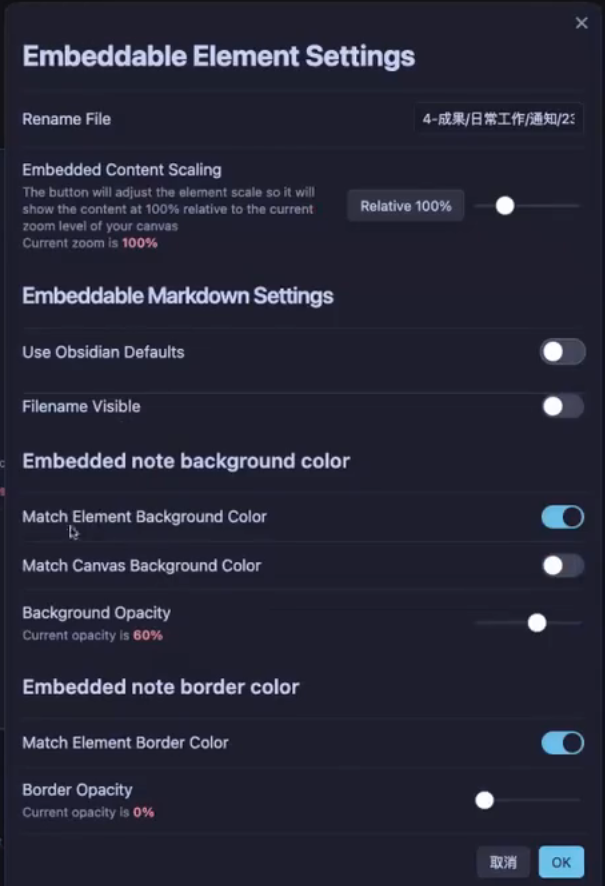 Embeddable Element Settings
Rename File
4-成果/日常工作/通知/23
Embedded Content Scaling
The button will adjust the element scale so it will
show the content at 100% relative to the current
zoom level of your canvas
Current zoom is 100%
Relative 100%
Embeddable Markdown Settings
Use Obsidian Defaults
Filename Visible
Embedded note background color
Match Element Background Color
Match Canvas Background Color
Background Opacity
Current opacity is 60%
Embedded note border color
Match Element Border Color
Border Opacity
Current opacity is 0%
取消
OK